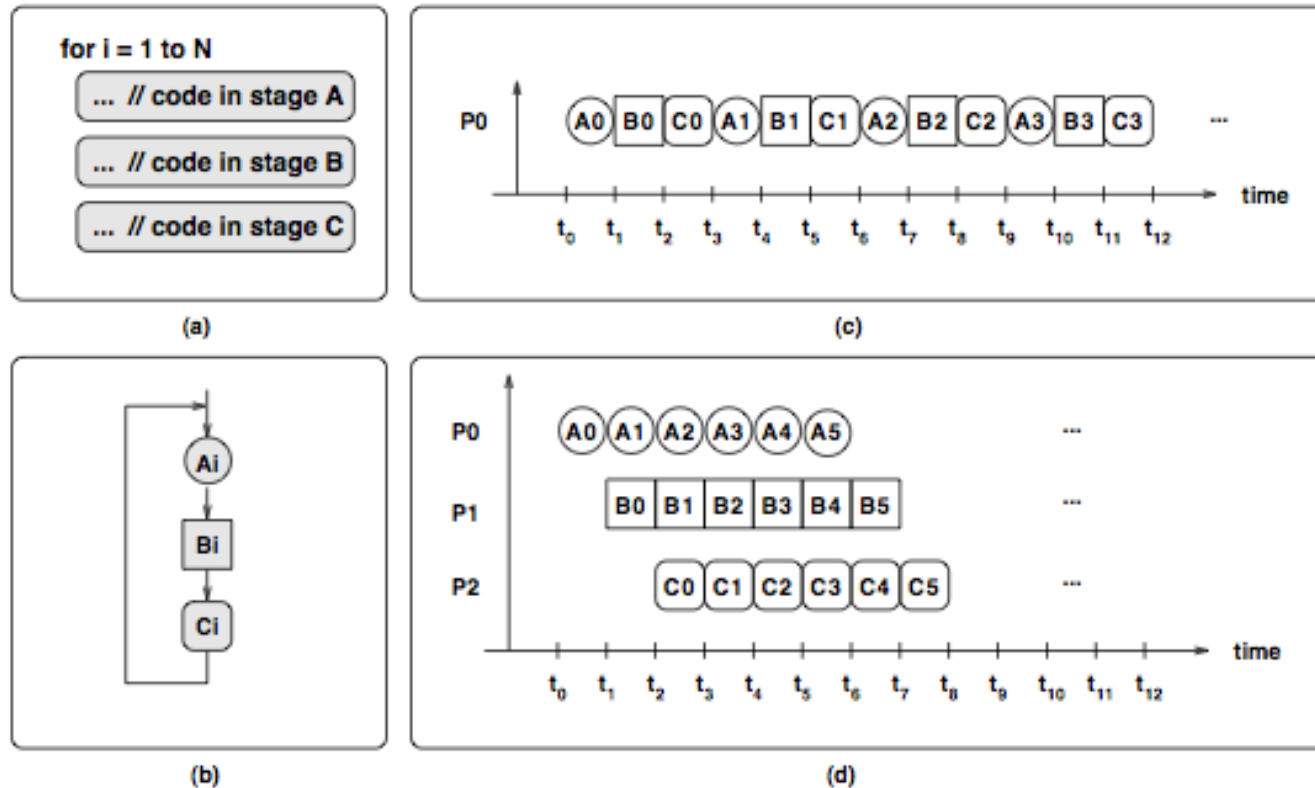 for i = 1 to N
... // code in stage A
... // code in stage B
... // code in stage C
(a)
P0 A0 B0 C0 A1 B1 C1 A2 B2 C2 A3 B3 C3 ...
time
t0 t1 t2 t3 t4 t5 t6 t7 t8 t9 t10 t11 t12
(c)
Ai
Bi
Ci
(b)
P0 A0 A1 A2 A3 A4 A5 ...
P1 B0 B1 B2 B3 B4 B5 ...
P2 C0 C1 C2 C3 C4 C5 ...
time
t0 t1 t2 t3 t4 t5 t6 t7 t8 t9 t10 t11 t12
(d)